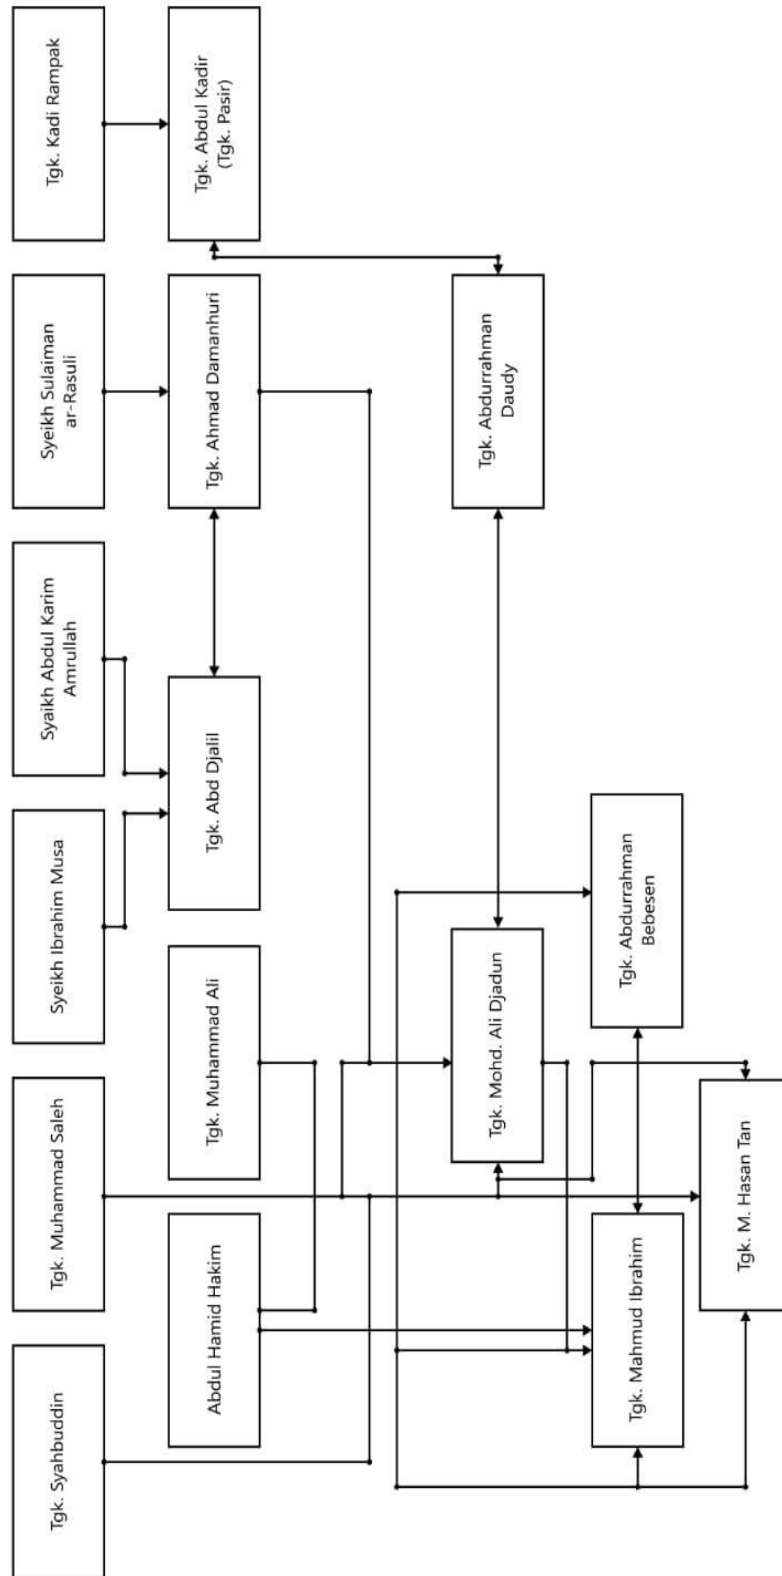 Tgk. Syahbuddin
Tgk. Muhammad Saleh
Syeikh Ibrahim Musa
Syaikh Abdul Karim
Amrullah
Syeikh Sulaiman
ar-Rasuli
Tgk. Kadi Rampak
Abdul Hamid Hakim
Tgk. Muhammad Ali
Tgk. Abd Djalil
Tgk. Ahmad Damanhuri
Tgk. Abdul Kadir
(Tgk. Pasir)
Tgk. Mohd. Ali Djadun
Tgk. Abdurrahman
Daudy
Tgk. Mahmud Ibrahim
Tgk. Abdurrahman
Bebesen
Tgk. M. Hasan Tan